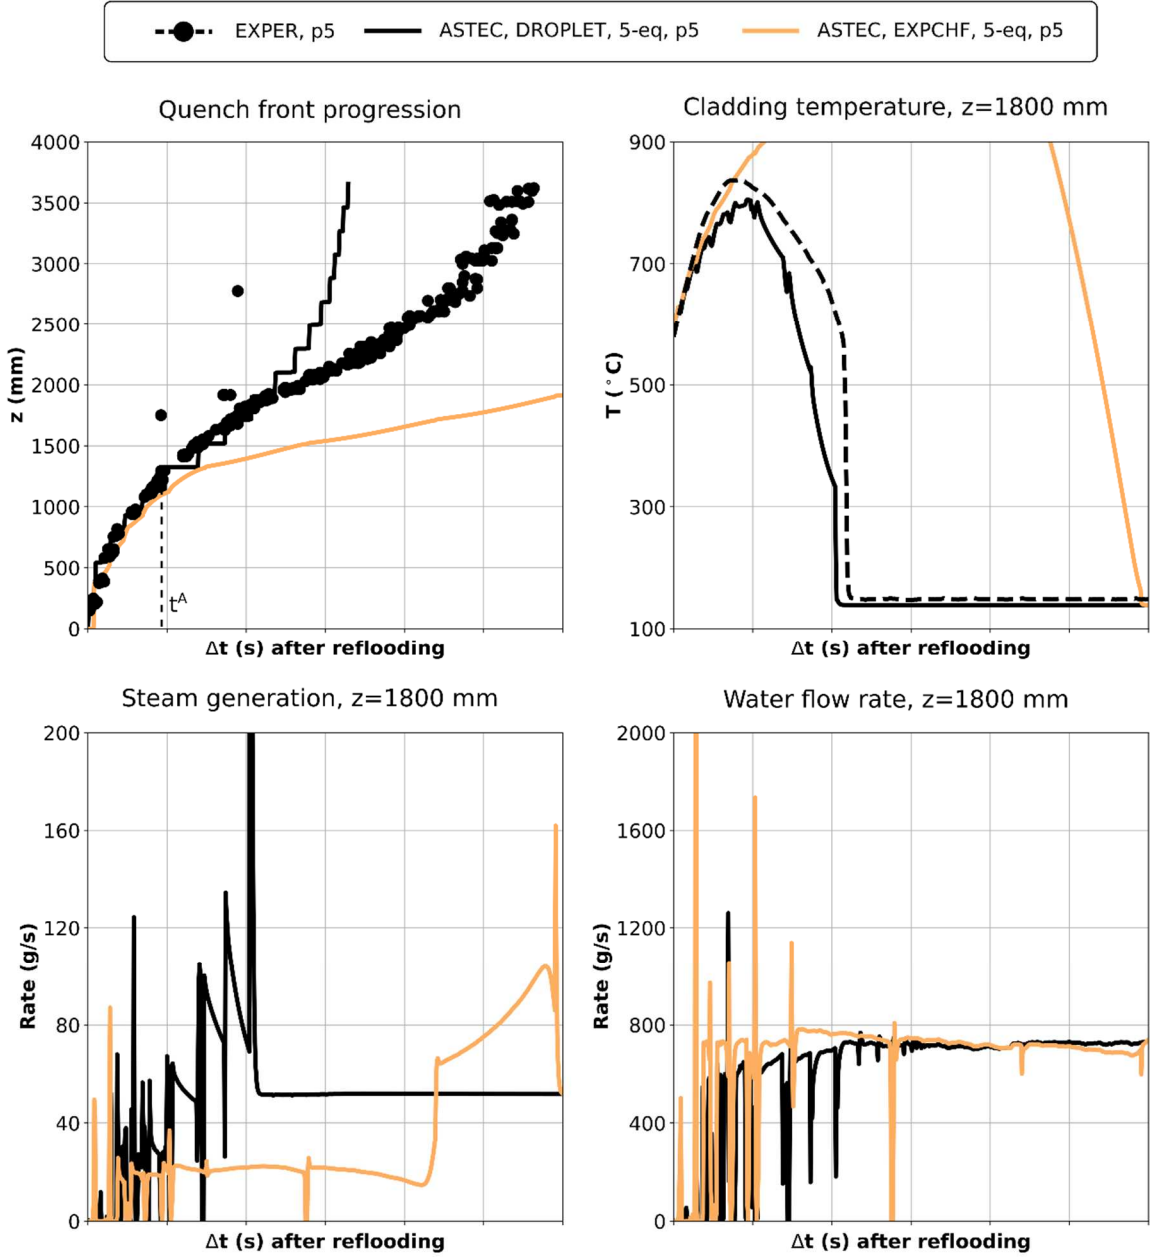 EXPER, p5 ASTEC, DROPLET, 5-eq, p5 ASTEC, EXPCHF, 5-eq, p5
Quench front progression
4000
3500
3000
2500
2000
1500
1000
500
0
z (mm)
t^A
Δt (s) after reflooding
Cladding temperature, z=1800 mm
900
700
500
300
100
T (°C)
Δt (s) after reflooding
Steam generation, z=1800 mm
200
160
120
80
40
0
Rate (g/s)
Δt (s) after reflooding
Water flow rate, z=1800 mm
2000
1600
1200
800
400
0
Rate (g/s)
Δt (s) after reflooding